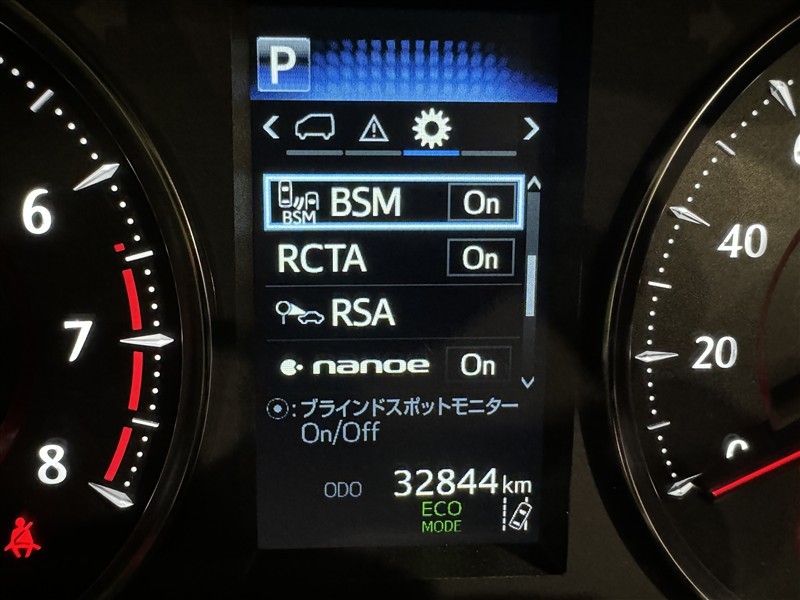 P
BSM BSM On
RCTA On
RSA
nanoe On
: ブラインドスポットモニター
On/Off
ODO 32844 km
ECO
MODE
6
7
8
40
20
0